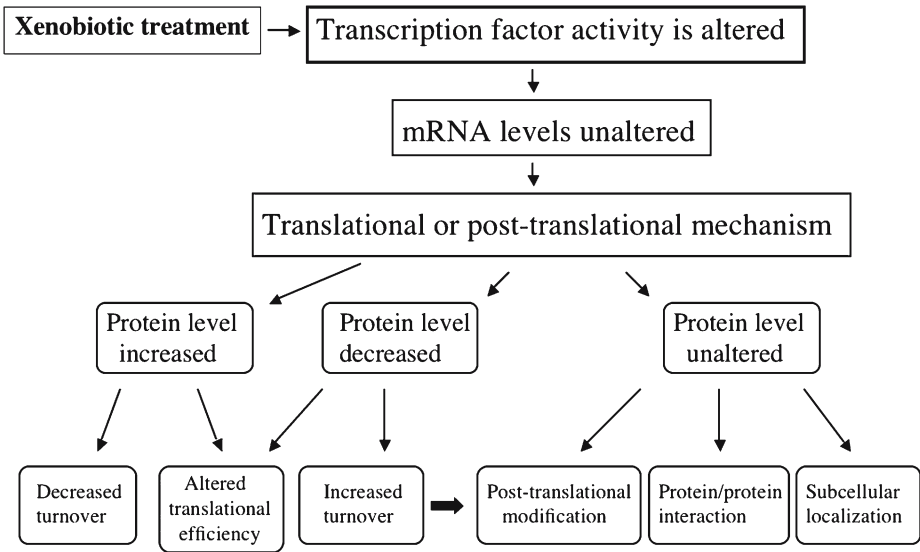 Xenobiotic treatment
Transcription factor activity is altered
mRNA levels unaltered
Translational or post-translational mechanism
Protein level
increased
Protein level
decreased
Protein level
unaltered
Decreased
turnover
Altered
translational
efficiency
Increased
turnover
Post-translational
modification
Protein/protein
interaction
Subcellular
localization